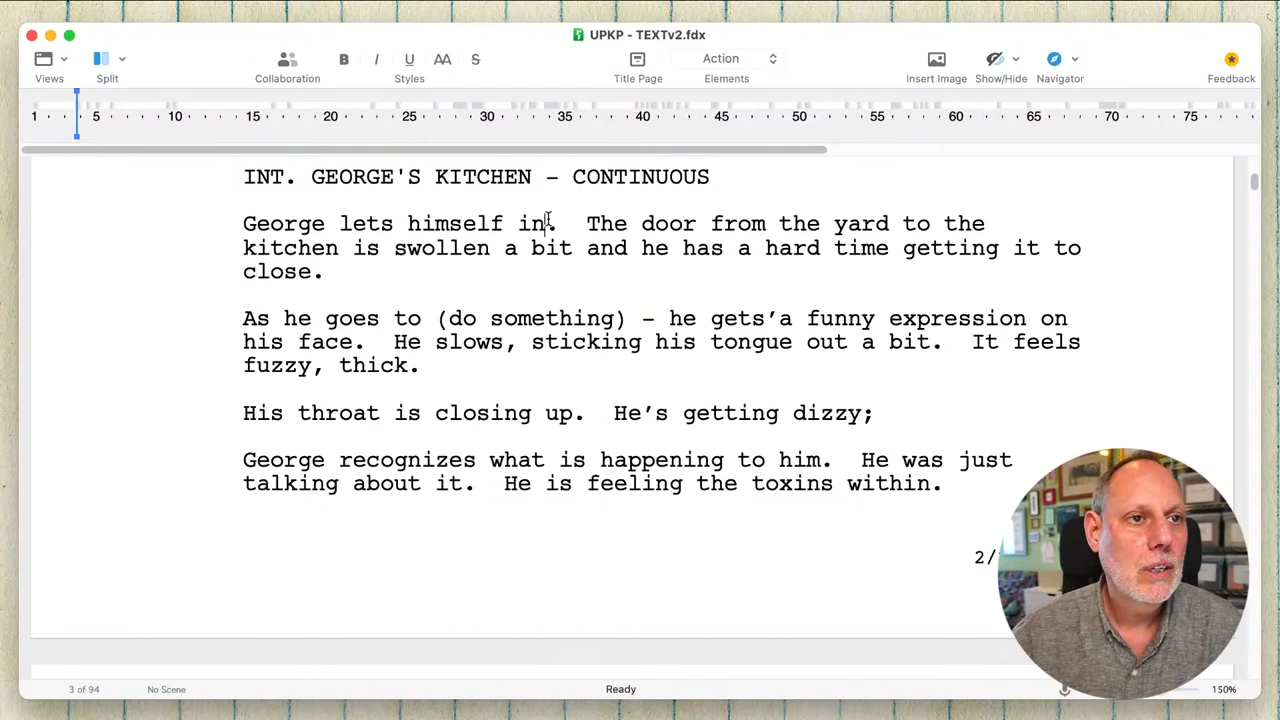 UPKP - TEXTv2.fdx
B I U AA S Action
Views Split Collaboration Styles Title Page Elements Insert Image Show/Hide Navigator Feedback
1 5 10 15 20 25 30 35 40 45 50 55 60 65 70 75
INT. GEORGE'S KITCHEN – CONTINUOUS
George lets himself in. The door from the yard to the
kitchen is swollen a bit and he has a hard time getting it to
close.
As he goes to (do something) – he gets’a funny expression on
his face. He slows, sticking his tongue out a bit. It feels
fuzzy, thick.
His throat is closing up. He’s getting dizzy;
George recognizes what is happening to him. He was just
talking about it. He is feeling the toxins within.
2/
3 of 94 No Scene Ready 150%